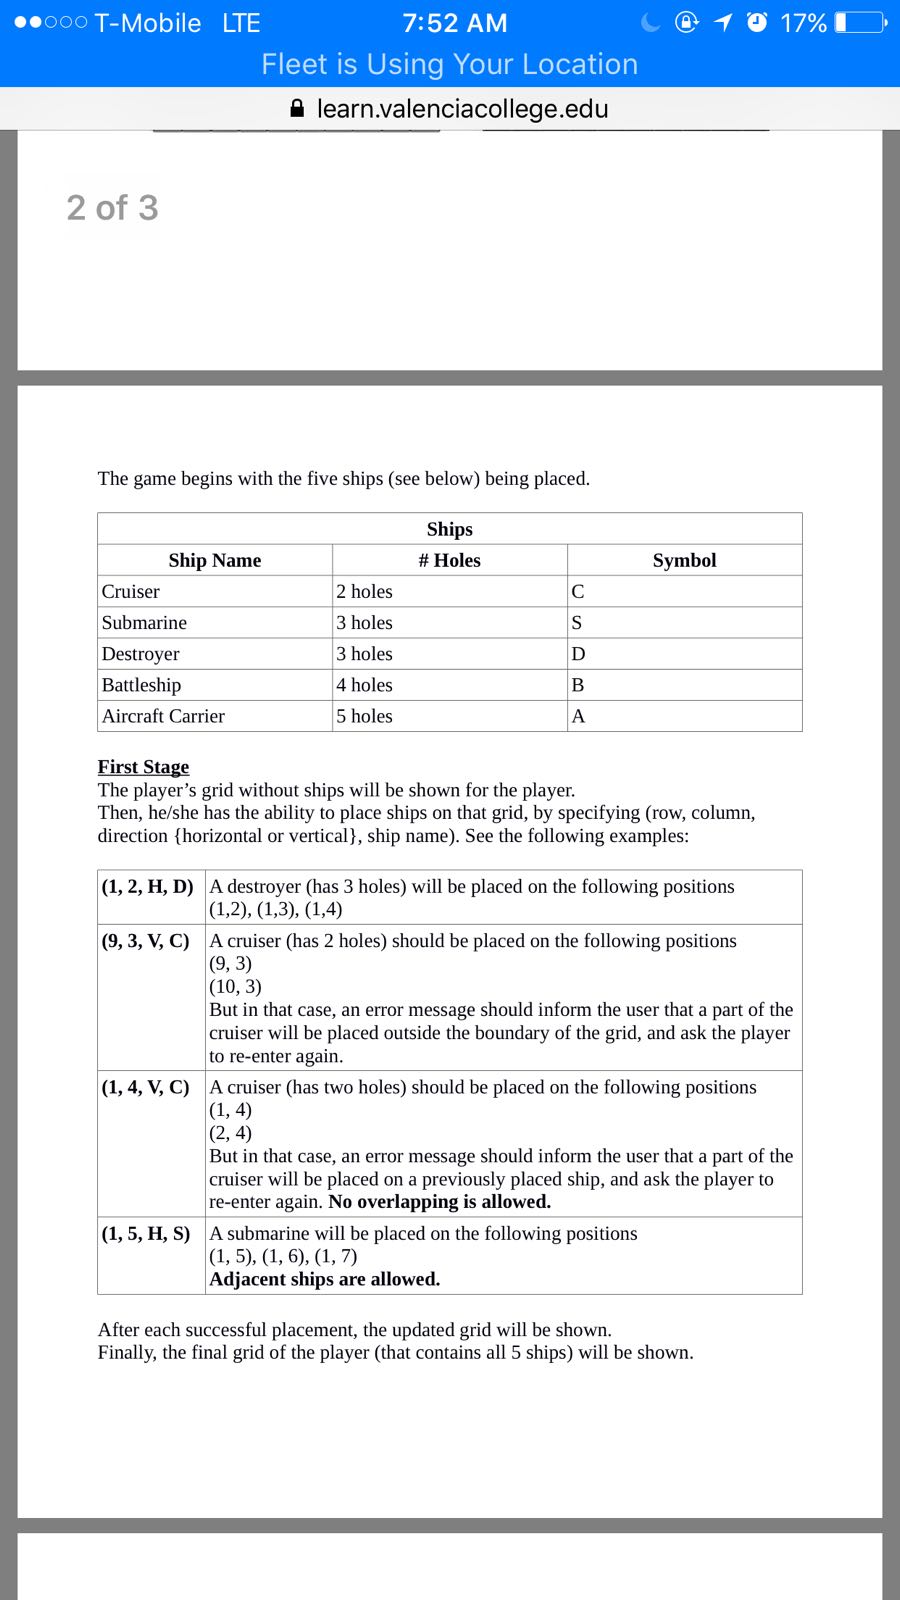 T-Mobile LTE 7:52 AM 17%
Fleet is Using Your Location
learn.valenciacollege.edu
2 of 3
The game begins with the five ships (see below) being placed.
Ships
Ship Name # Holes Symbol
Cruiser 2 holes C
Submarine 3 holes S
Destroyer 3 holes D
Battleship 4 holes B
Aircraft Carrier 5 holes A
First Stage
The player’s grid without ships will be shown for the player.
Then, he/she has the ability to place ships on that grid, by specifying (row, column,
direction {horizontal or vertical}, ship name). See the following examples:
(1, 2, H, D) A destroyer (has 3 holes) will be placed on the following positions
(1,2), (1,3), (1,4)
(9, 3, V, C) A cruiser (has 2 holes) should be placed on the following positions
(9, 3)
(10, 3)
But in that case, an error message should inform the user that a part of the
cruiser will be placed outside the boundary of the grid, and ask the player
to re-enter again.
(1, 4, V, C) A cruiser (has two holes) should be placed on the following positions
(1, 4)
(2, 4)
But in that case, an error message should inform the user that a part of the
cruiser will be placed on a previously placed ship, and ask the player to
re-enter again. No overlapping is allowed.
(1, 5, H, S) A submarine will be placed on the following positions
(1, 5), (1, 6), (1, 7)
Adjacent ships are allowed.
After each successful placement, the updated grid will be shown.
Finally, the final grid of the player (that contains all 5 ships) will be shown.